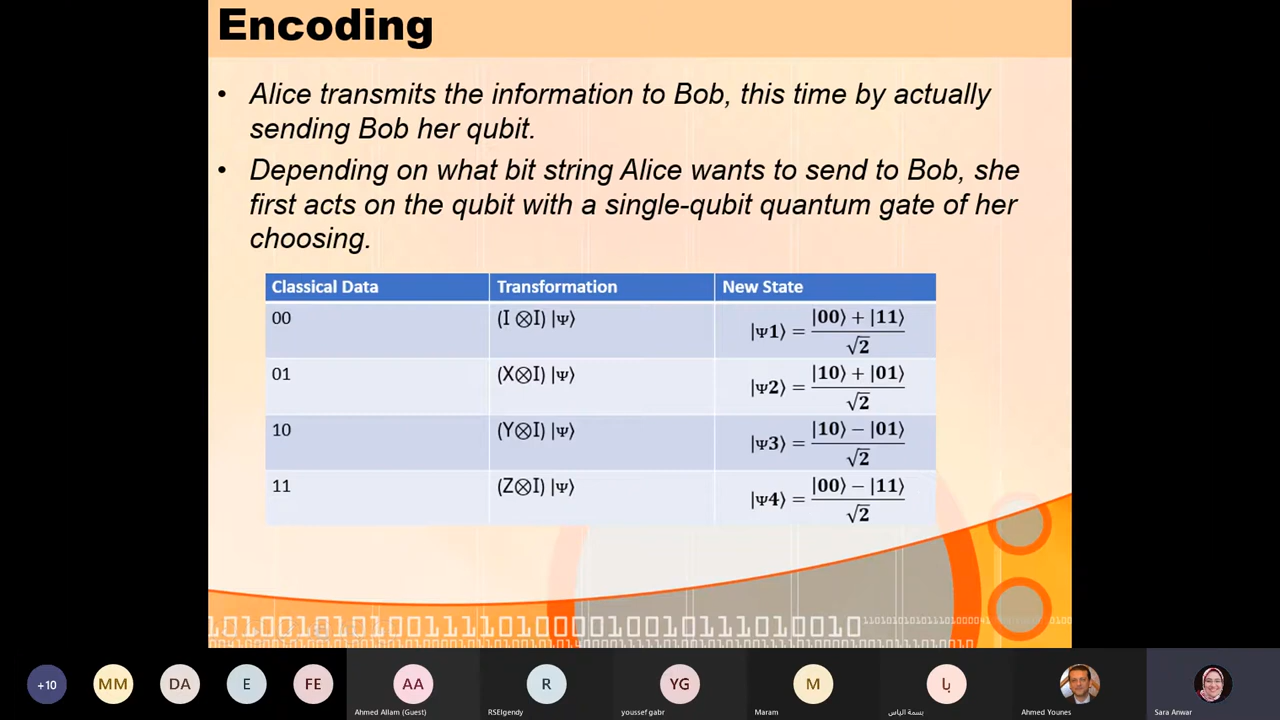 Encoding
• Alice transmits the information to Bob, this time by actually
sending Bob her qubit.
• Depending on what bit string Alice wants to send to Bob, she
first acts on the qubit with a single-qubit quantum gate of her
choosing.
Classical Data Transformation New State
00 (I ⊗I) |Ψ⟩ |Ψ1⟩ = (|00⟩ + |11⟩)/√2
01 (X⊗I) |Ψ⟩ |Ψ2⟩ = (|10⟩ + |01⟩)/√2
10 (Y⊗I) |Ψ⟩ |Ψ3⟩ = (|10⟩ − |01⟩)/√2
11 (Z⊗I) |Ψ⟩ |Ψ4⟩ = (|00⟩ − |11⟩)/√2
+10 MM DA E FE AA R YG M با
Ahmed Allam (Guest) RSElgendy youssef gabr Maram بسمة الياس Ahmed Younes Sara Anwar